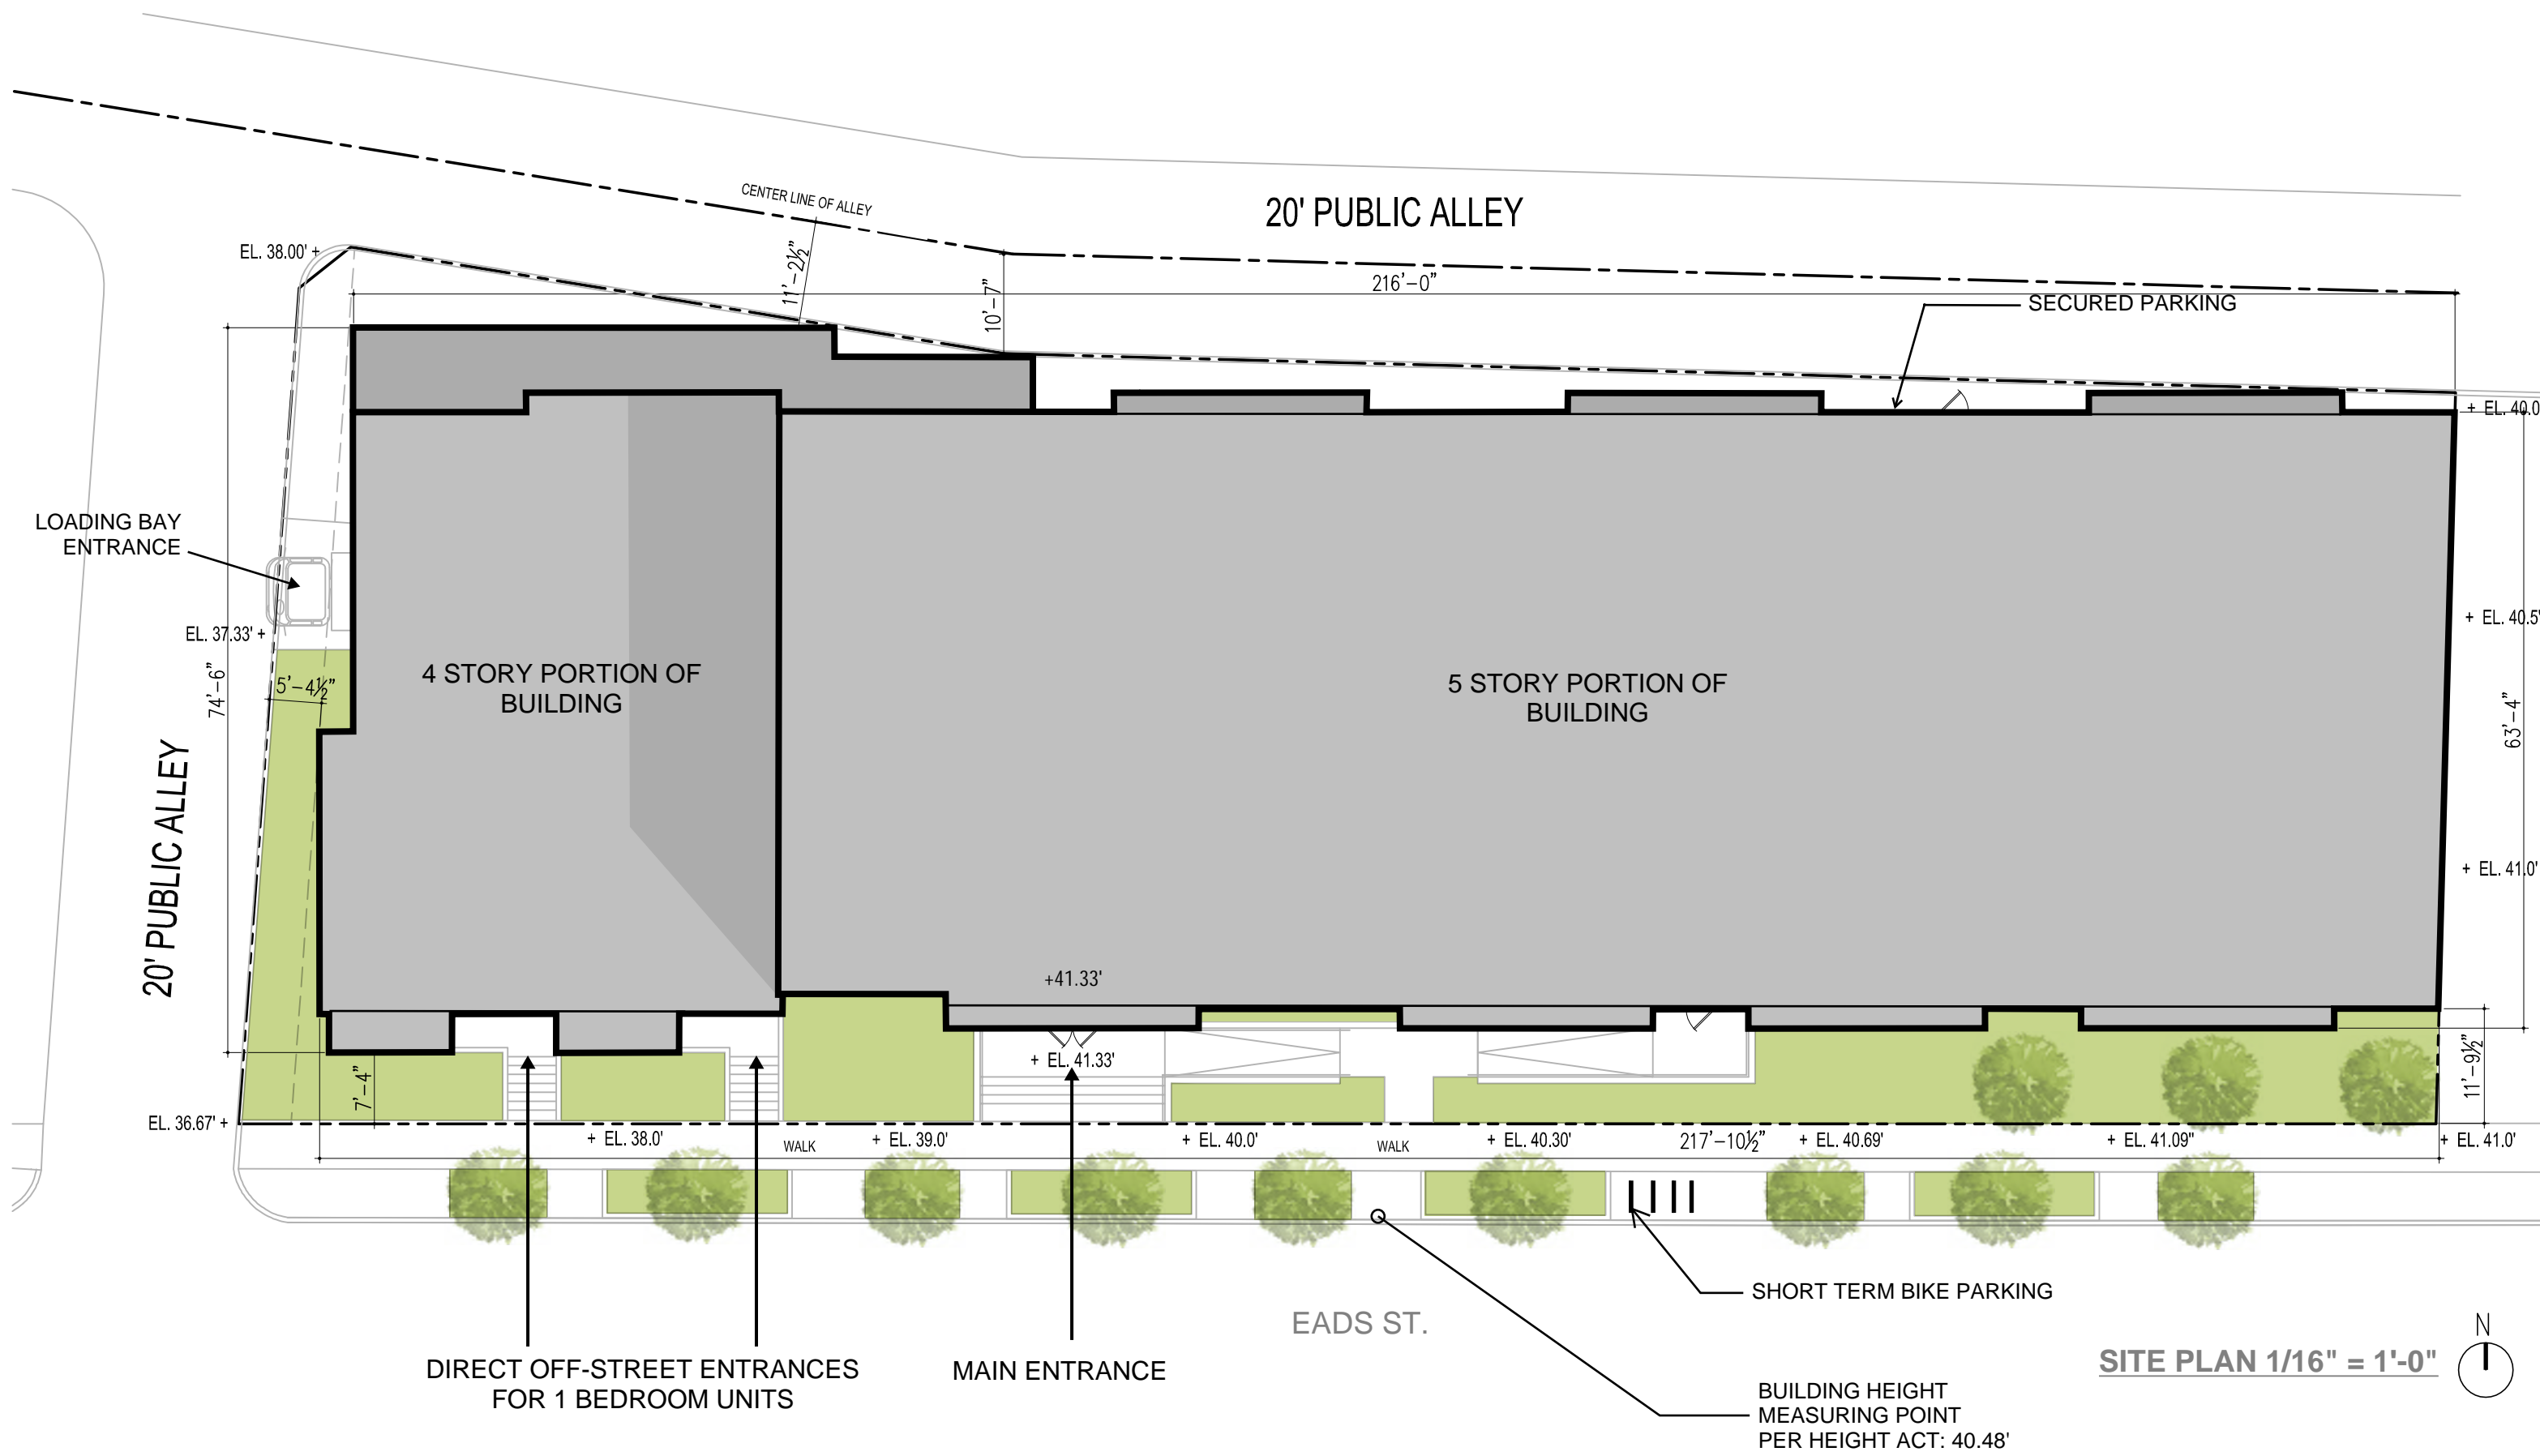 CENTER LINE OF ALLEY
20' PUBLIC ALLEY
EL. 38.00' +
11'-2½"
10'-7"
216'-0"
SECURED PARKING
+ EL. 40.0
LOADING BAY
ENTRANCE
EL. 37.33' +
+ EL. 40.5'
4 STORY PORTION OF
BUILDING
5 STORY PORTION OF
BUILDING
5'-4½"
74'-6"
63'-4"
20' PUBLIC ALLEY
+ EL. 41.0'
+41.33'
+ EL. 41.33'
7'-4"
11'-9½"
EL. 36.67' +
+ EL. 38.0'
WALK
+ EL. 39.0'
+ EL. 40.0'
WALK
+ EL. 40.30'
217'-10½"
+ EL. 40.69'
+ EL. 41.09"
+ EL. 41.0'
SHORT TERM BIKE PARKING
EADS ST.
DIRECT OFF-STREET ENTRANCES
FOR 1 BEDROOM UNITS
MAIN ENTRANCE
N
SITE PLAN 1/16" = 1'-0"
BUILDING HEIGHT
MEASURING POINT
PER HEIGHT ACT: 40.48'